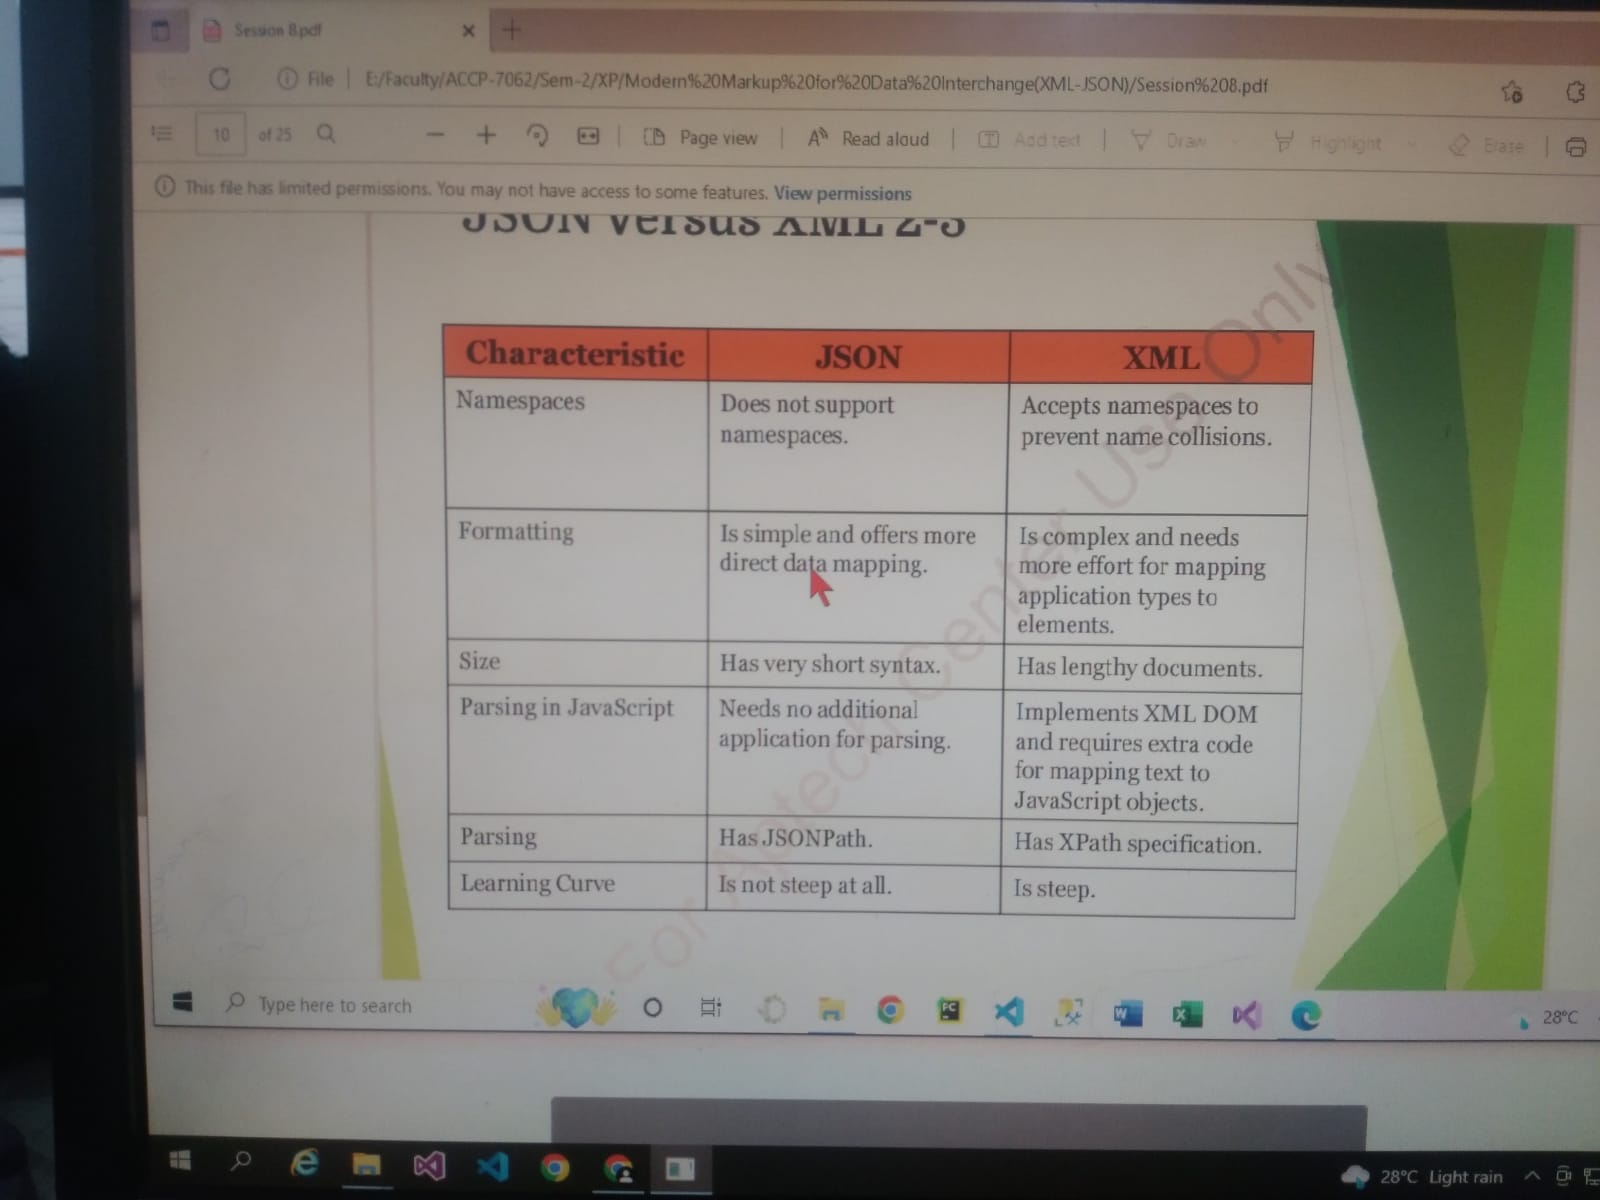 Session 8.pdf
File
E:/Faculty/ACCP-7062/Sem-2/XP/Modern%20Markup%20for%20Data%20Interchange(XML-JSON)/Session%208.pdf
10 of 25
Page view
Read aloud
Add text
Draw
Highlight
Erase
This file has limited permissions. You may not have access to some features. View permissions
JSON versus XML 2-3
Characteristic JSON XML
Namespaces
Does not support
namespaces.
Accepts namespaces to
prevent name collisions.
Formatting
Is simple and offers more
direct data mapping.
Is complex and needs
more effort for mapping
application types to
elements.
Size
Has very short syntax.
Has lengthy documents.
Parsing in JavaScript
Needs no additional
application for parsing.
Implements XML DOM
and requires extra code
for mapping text to
JavaScript objects.
Parsing
Has JSONPath.
Has XPath specification.
Learning Curve
Is not steep at all.
Is steep.
For Aptech Center Use Only
Type here to search
PC
W
X
28°C
28°C Light rain